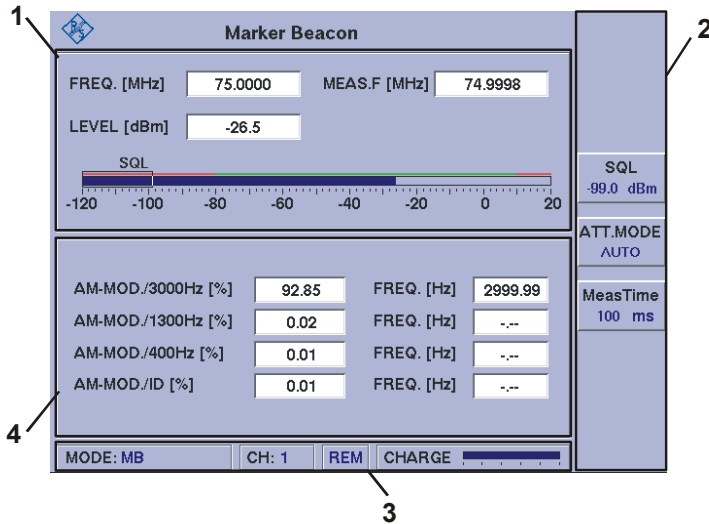 1
2
Marker Beacon
FREQ. [MHz] 75.0000 MEAS.F [MHz] 74.9998
LEVEL [dBm] -26.5
SQL
-120 -100 -80 -60 -40 -20 0 20
SQL
-99.0 dBm
ATT.MODE
AUTO
MeasTime
100 ms
AM-MOD./3000Hz [%] 92.85 FREQ. [Hz] 2999.99
AM-MOD./1300Hz [%] 0.02 FREQ. [Hz] -.--
AM-MOD./400Hz [%] 0.01 FREQ. [Hz] -.--
AM-MOD./ID [%] 0.01 FREQ. [Hz] -.--
4
MODE: MB CH: 1 REM CHARGE
3